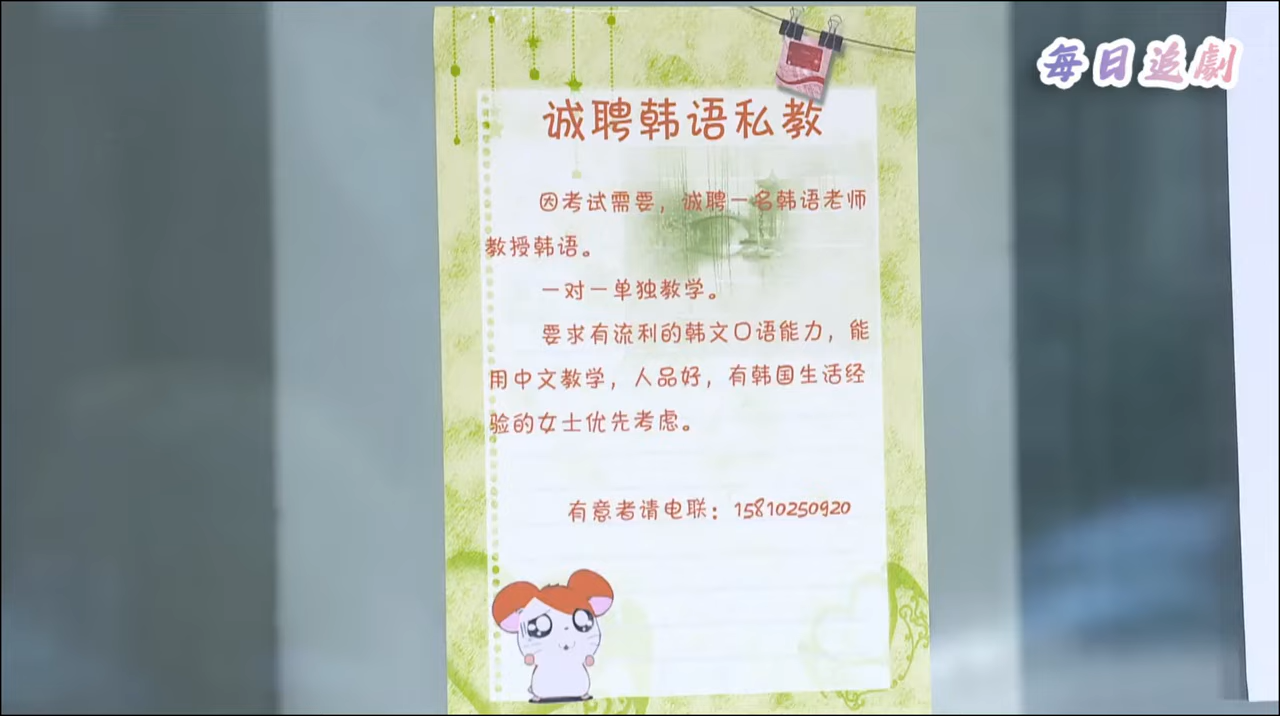 每日追劇
诚聘韩语私教
因考试需要，诚聘一名韩语老师
教授韩语。
一对一单独教学。
要求有流利的韩文口语能力，能
用中文教学，人品好，有韩国生活经
验的女士优先考虑。
有意者请电联：15810250920